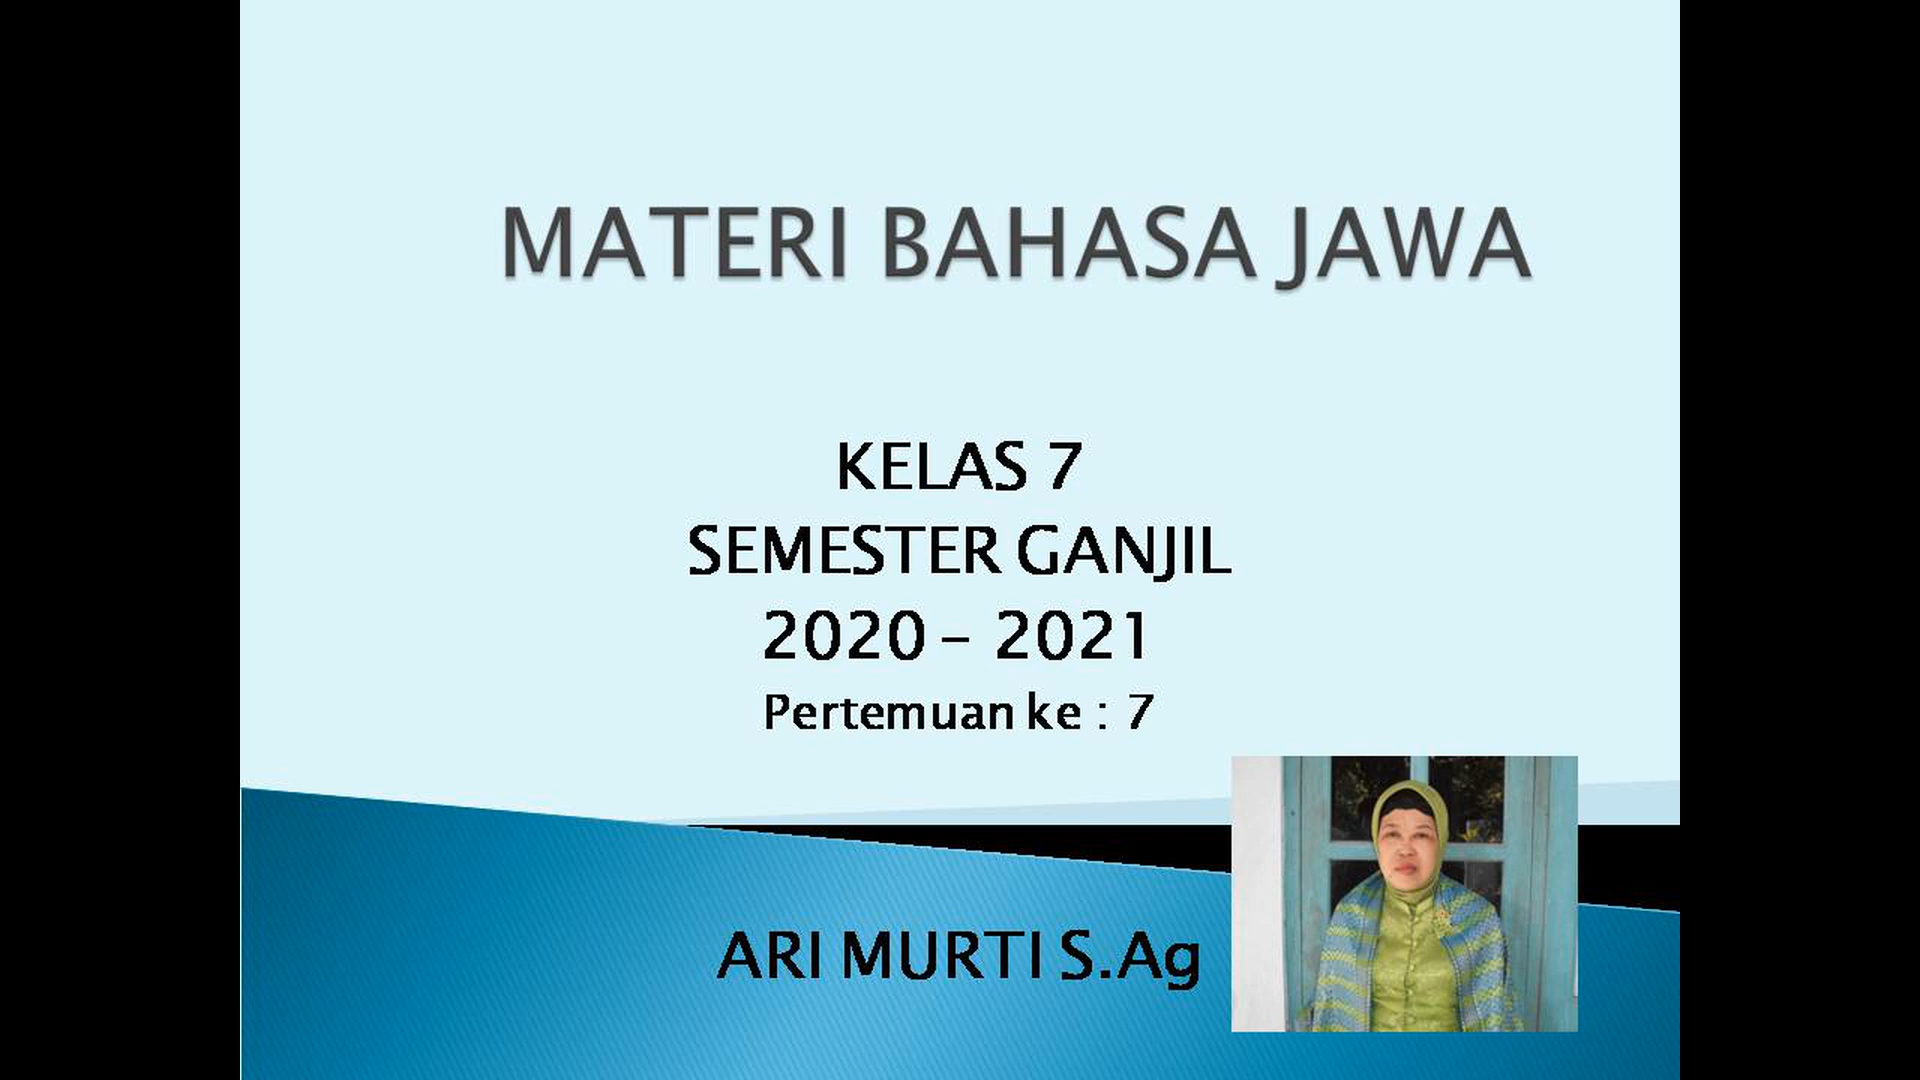 MATERI BAHASA JAWA
KELAS 7
SEMESTER GANJIL
2020 – 2021
Pertemuan ke : 7
ARI MURTI S.Ag